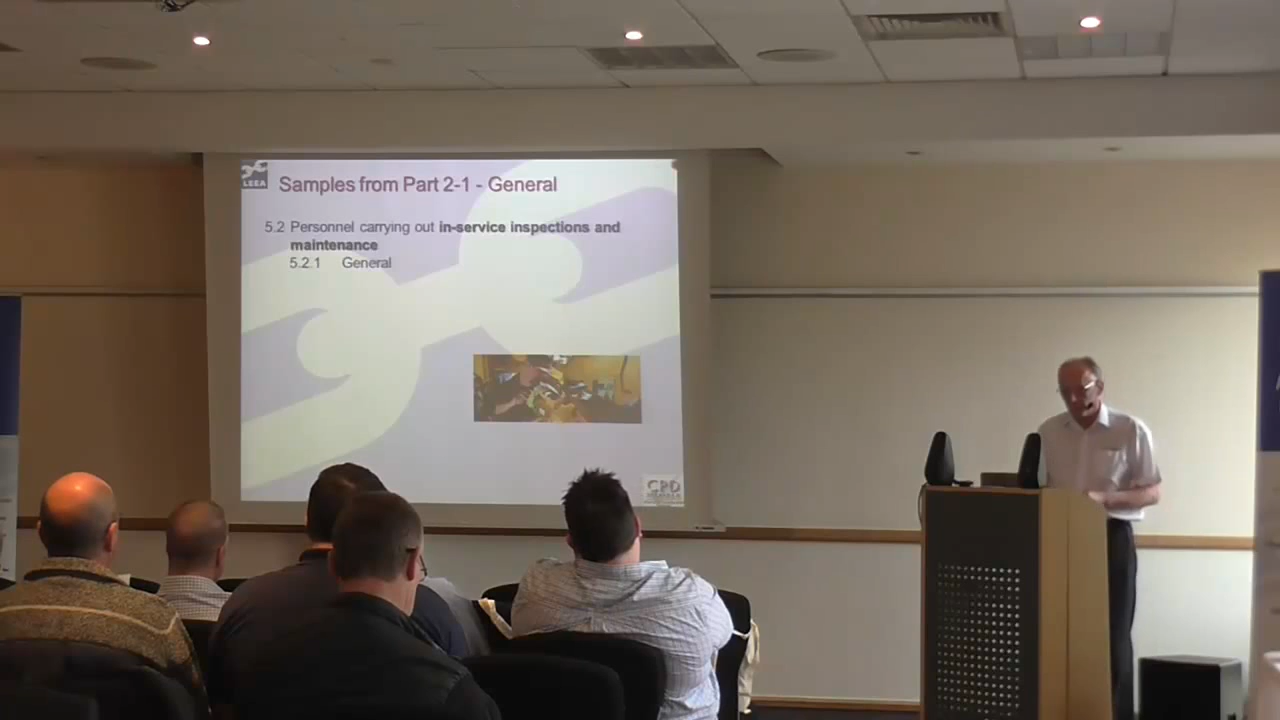 LEEA
Samples from Part 2-1 - General
5.2 Personnel carrying out in-service inspections and
maintenance
5.2.1 General
CPD